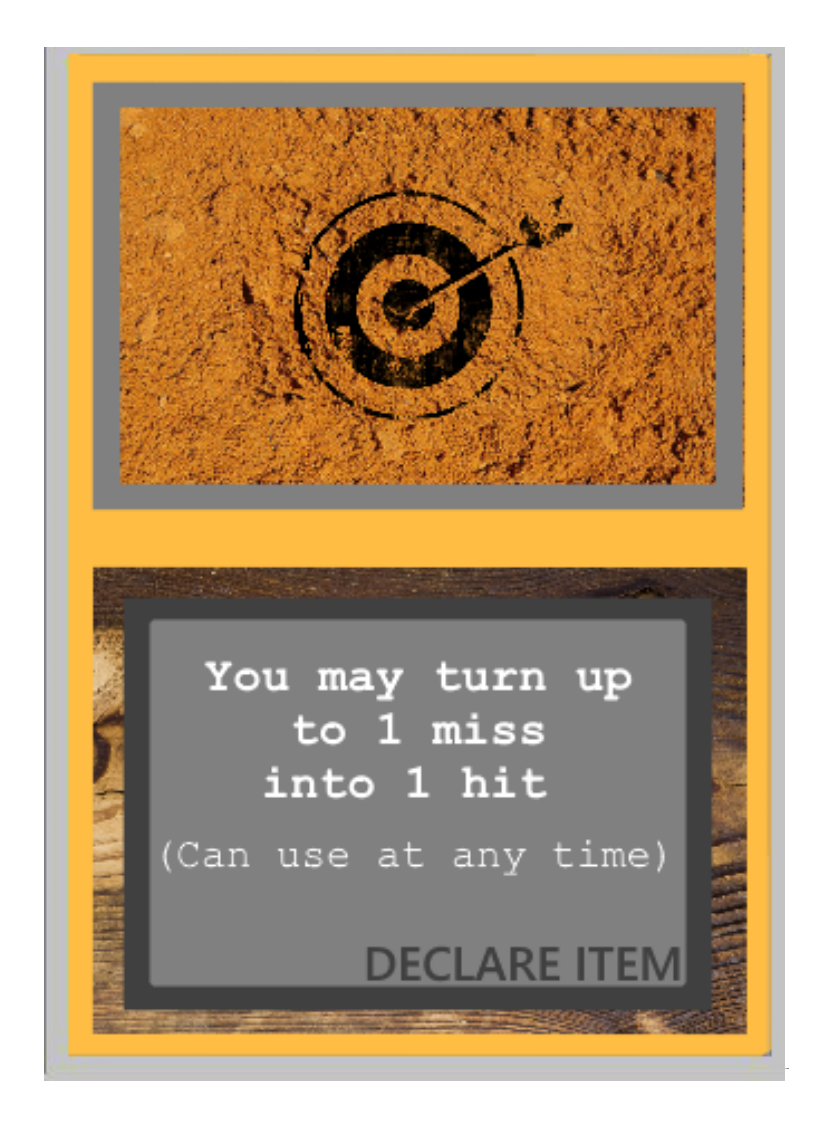 You may turn up
to 1 miss
into 1 hit
(Can use at any time)
DECLARE ITEM